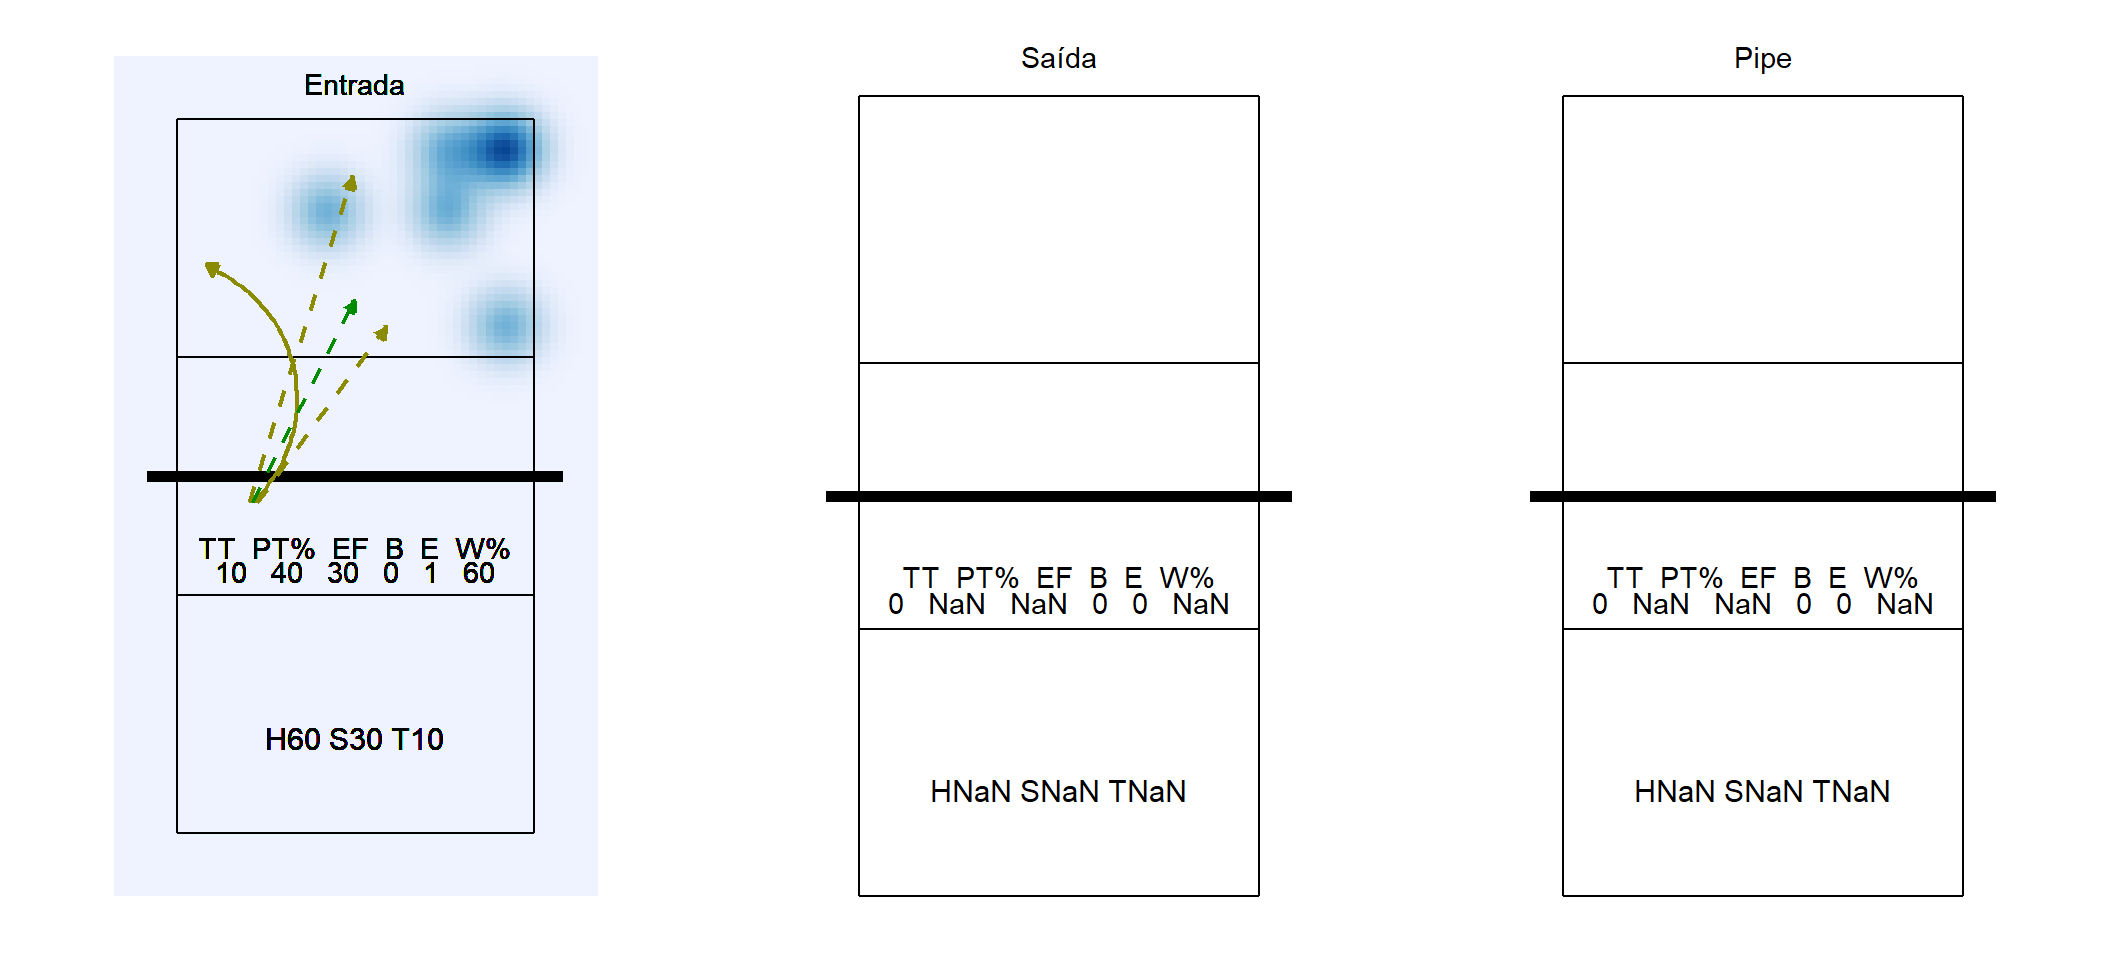 Entrada
TT PT% EF B E W%
10 40 30 0 1 60
H60 S30 T10
Saída
TT PT% EF B E W%
0 NaN NaN 0 0 NaN
HNaN SNaN TNaN
Pipe
TT PT% EF B E W%
0 NaN NaN 0 0 NaN
HNaN SNaN TNaN